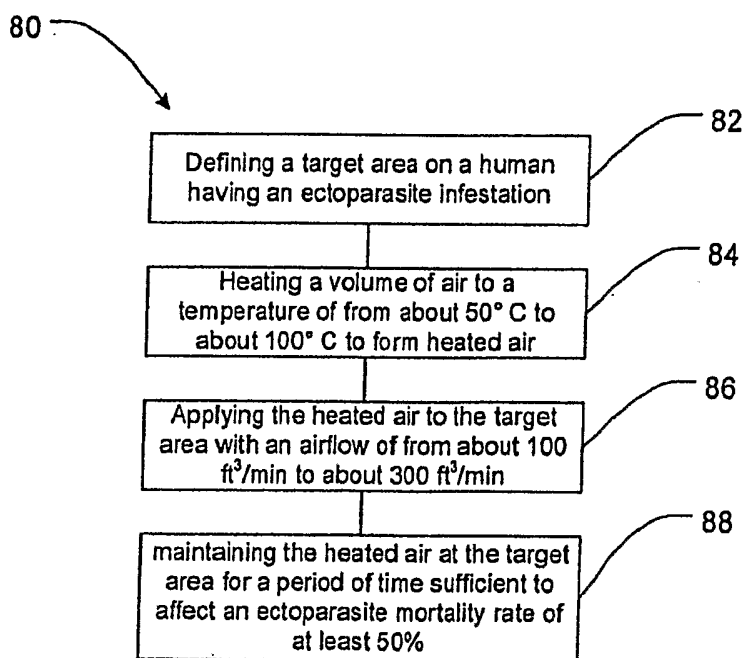 80
82
Defining a target area on a human
having an ectoparasite infestation
84
Heating a volume of air to a
temperature of from about 50° C to
about 100° C to form heated air
86
Applying the heated air to the target
area with an airflow of from about 100
ft³/min to about 300 ft³/min
88
maintaining the heated air at the target
area for a period of time sufficient to
affect an ectoparasite mortality rate of
at least 50%